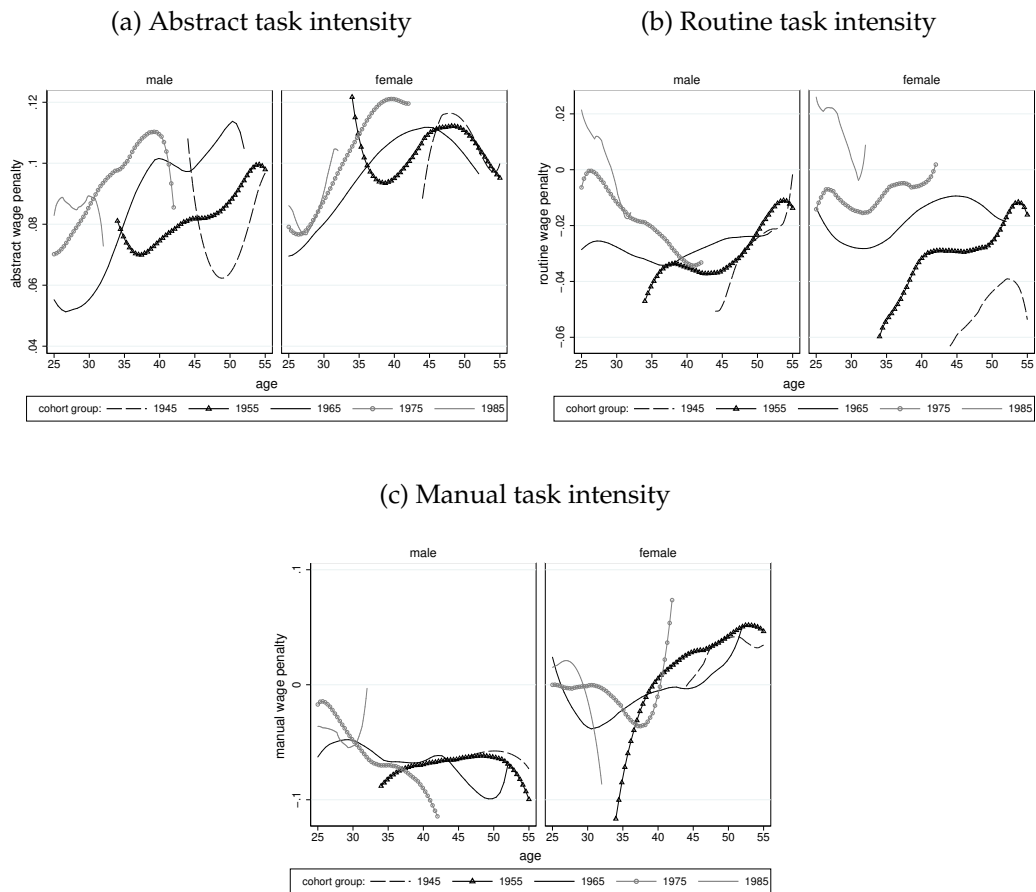 (a) Abstract task intensity
(b) Routine task intensity
male female
abstract wage penalty
.04 .06 .08 .1 .12
25 30 35 40 45 50 55 25 30 35 40 45 50 55
age
cohort group: 1945 1955 1965 1975 1985
male female
routine wage penalty
-.06 -.04 -.02 0 .02
25 30 35 40 45 50 55 25 30 35 40 45 50 55
age
cohort group: 1945 1955 1965 1975 1985
(c) Manual task intensity
male female
manual wage penalty
-.1 0 .1
25 30 35 40 45 50 55 25 30 35 40 45 50 55
age
cohort group: 1945 1955 1965 1975 1985